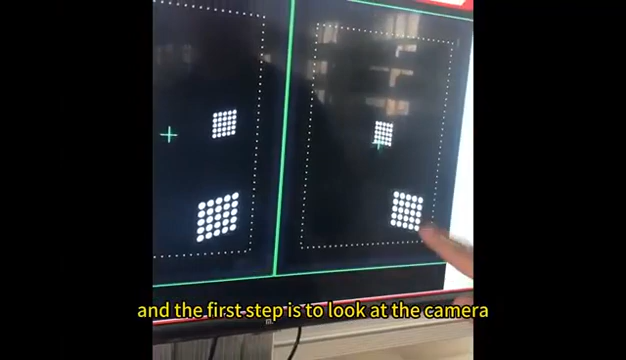 and the first step is to look at the camera